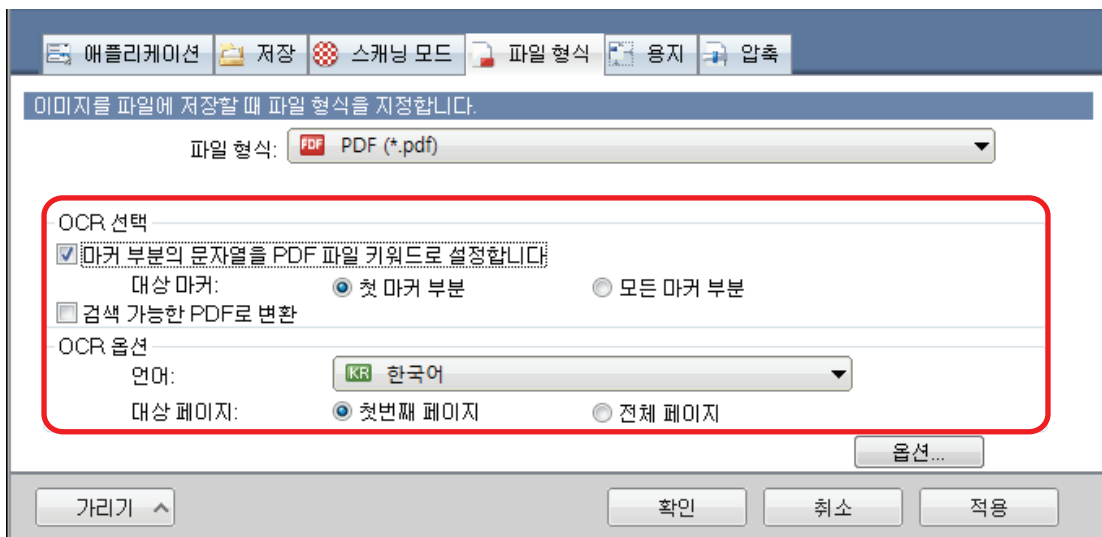 애플리케이션 저장 스캐닝 모드 파일 형식 용지 압축
이미지를 파일에 저장할 때 파일 형식을 지정합니다.
파일 형식: PDF PDF (*.pdf)
OCR 선택
마커 부분의 문자열을 PDF 파일 키워드로 설정합니다
대상 마커: 첫 마커 부분 모든 마커 부분
검색 가능한 PDF로 변환
OCR 옵션
언어: KR 한국어
대상 페이지: 첫번째 페이지 전체 페이지
옵션...
가리기 확인 취소 적용